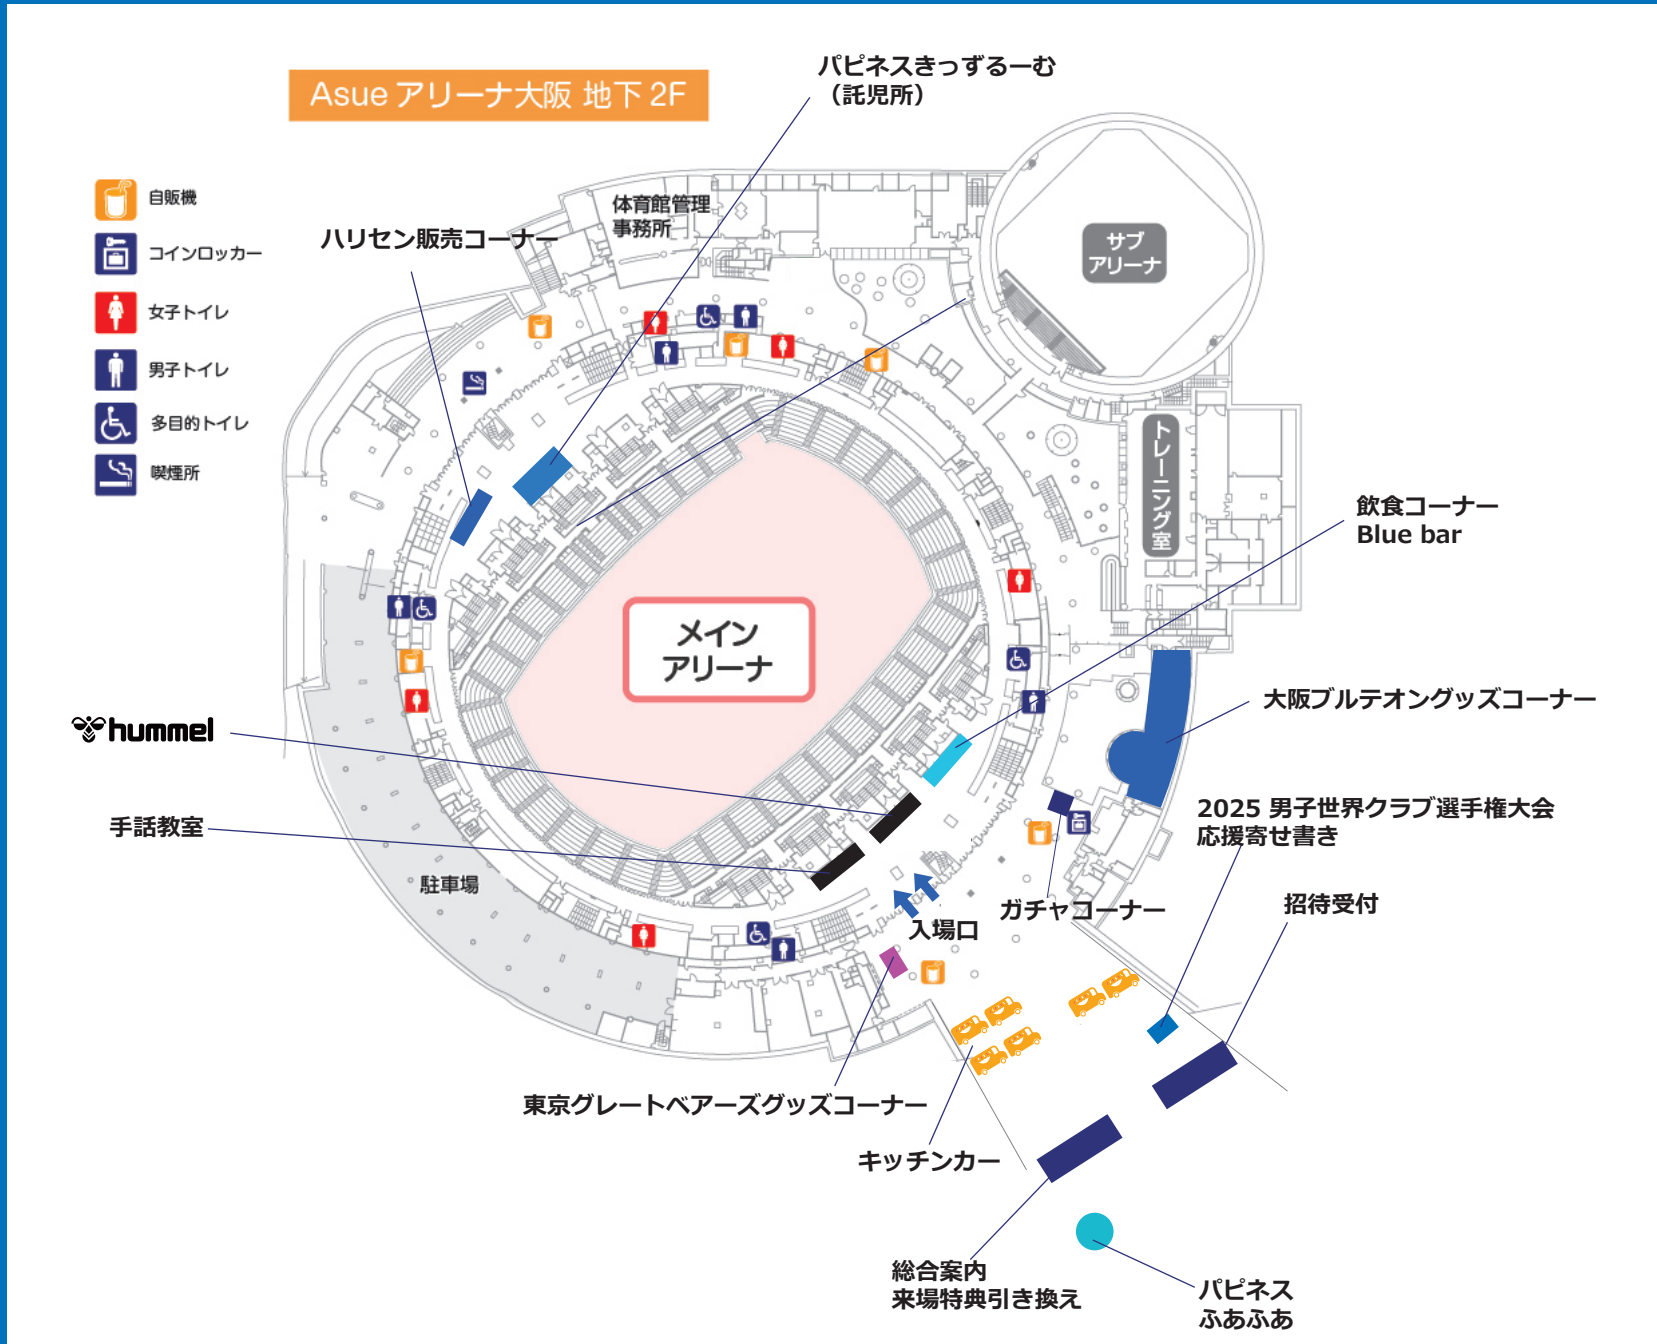 パピネスきっずるーむ
（託児所）
Asue アリーナ大阪 地下 2F
自販機
コインロッカー
女子トイレ
男子トイレ
多目的トイレ
喫煙所
ハリセン販売コーナー
体育館管理
事務所
サブ
アリーナ
トレーニング室
飲食コーナー
Blue bar
メイン
アリーナ
大阪ブルテオングッズコーナー
hummel
手話教室
2025 男子世界クラブ選手権大会
応援寄せ書き
駐車場
ガチャコーナー
招待受付
入場口
東京グレートベアーズグッズコーナー
キッチンカー
総合案内
来場特典引き換え
パピネス
ふあふあ